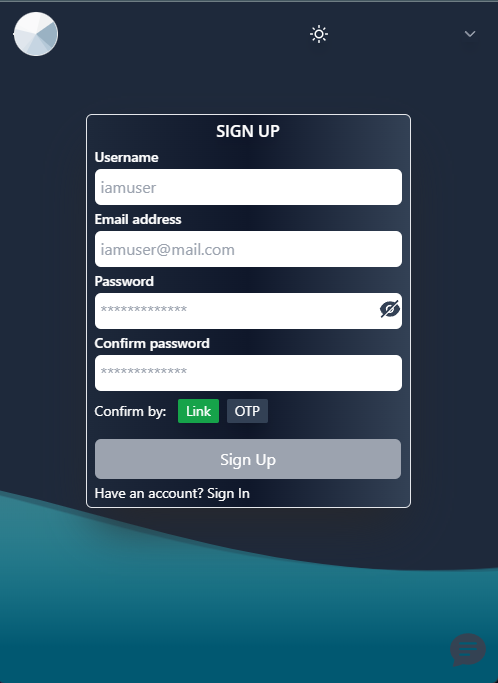 SIGN UP
Username
iamuser
Email address
iamuser@mail.com
Password
*************
Confirm password
*************
Confirm by: Link OTP
Sign Up
Have an account? Sign In